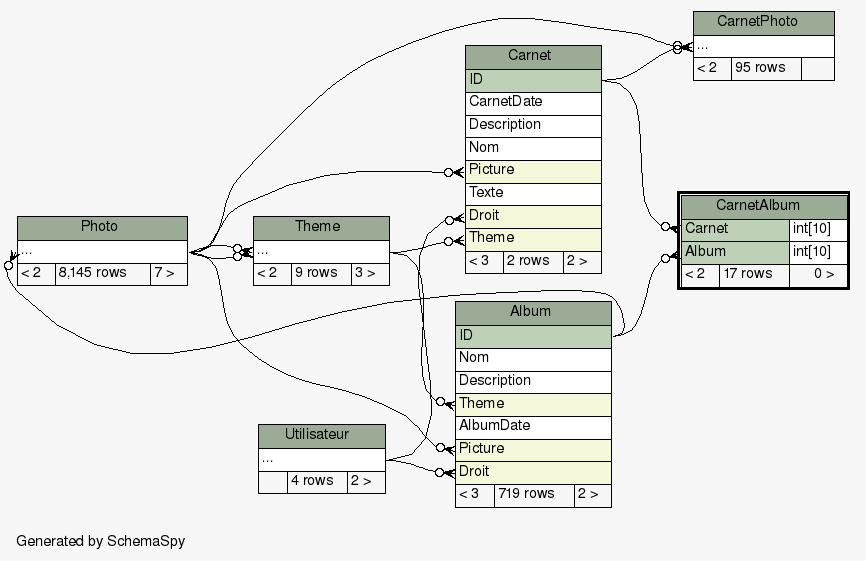 CarnetPhoto
...
< 2 95 rows
Carnet
ID
CarnetDate
Description
Nom
Picture
Texte
Droit
Theme
< 3 2 rows 2 >
CarnetAlbum
Carnet int[10]
Album int[10]
< 2 17 rows 0 >
Photo
...
< 2 8,145 rows 7 >
Theme
...
< 2 9 rows 3 >
Album
ID
Nom
Description
Theme
AlbumDate
Picture
Droit
< 3 719 rows 2 >
Utilisateur
...
4 rows 2 >
Generated by SchemaSpy